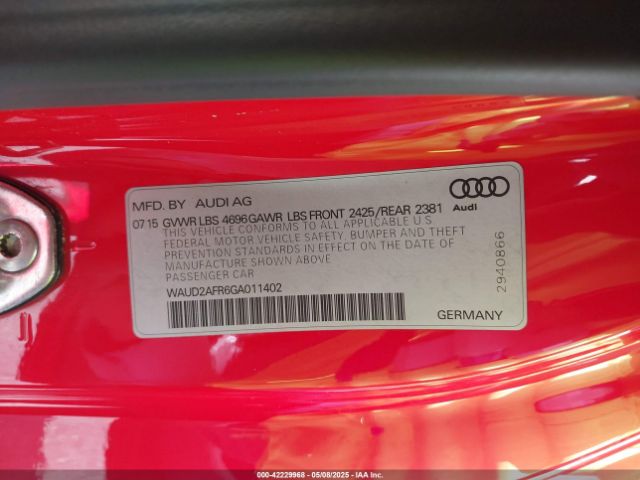 MFD. BY AUDI AG
07 15 GVWR LBS 4696 GAWR LBS FRONT 2425/REAR 2381
THIS VEHICLE CONFORMS TO ALL APPLICABLE U.S
FEDERAL MOTOR VEHICLE SAFETY, BUMPER AND THEFT
PREVENTION STANDARDS IN EFFECT ON THE DATE OF
MANUFACTURE SHOWN ABOVE
PASSENGER CAR
WAUD2AFR6GA011402
Audi
2940866
GERMANY
000-42229968 - 05/08/2025 - IAAI.COM